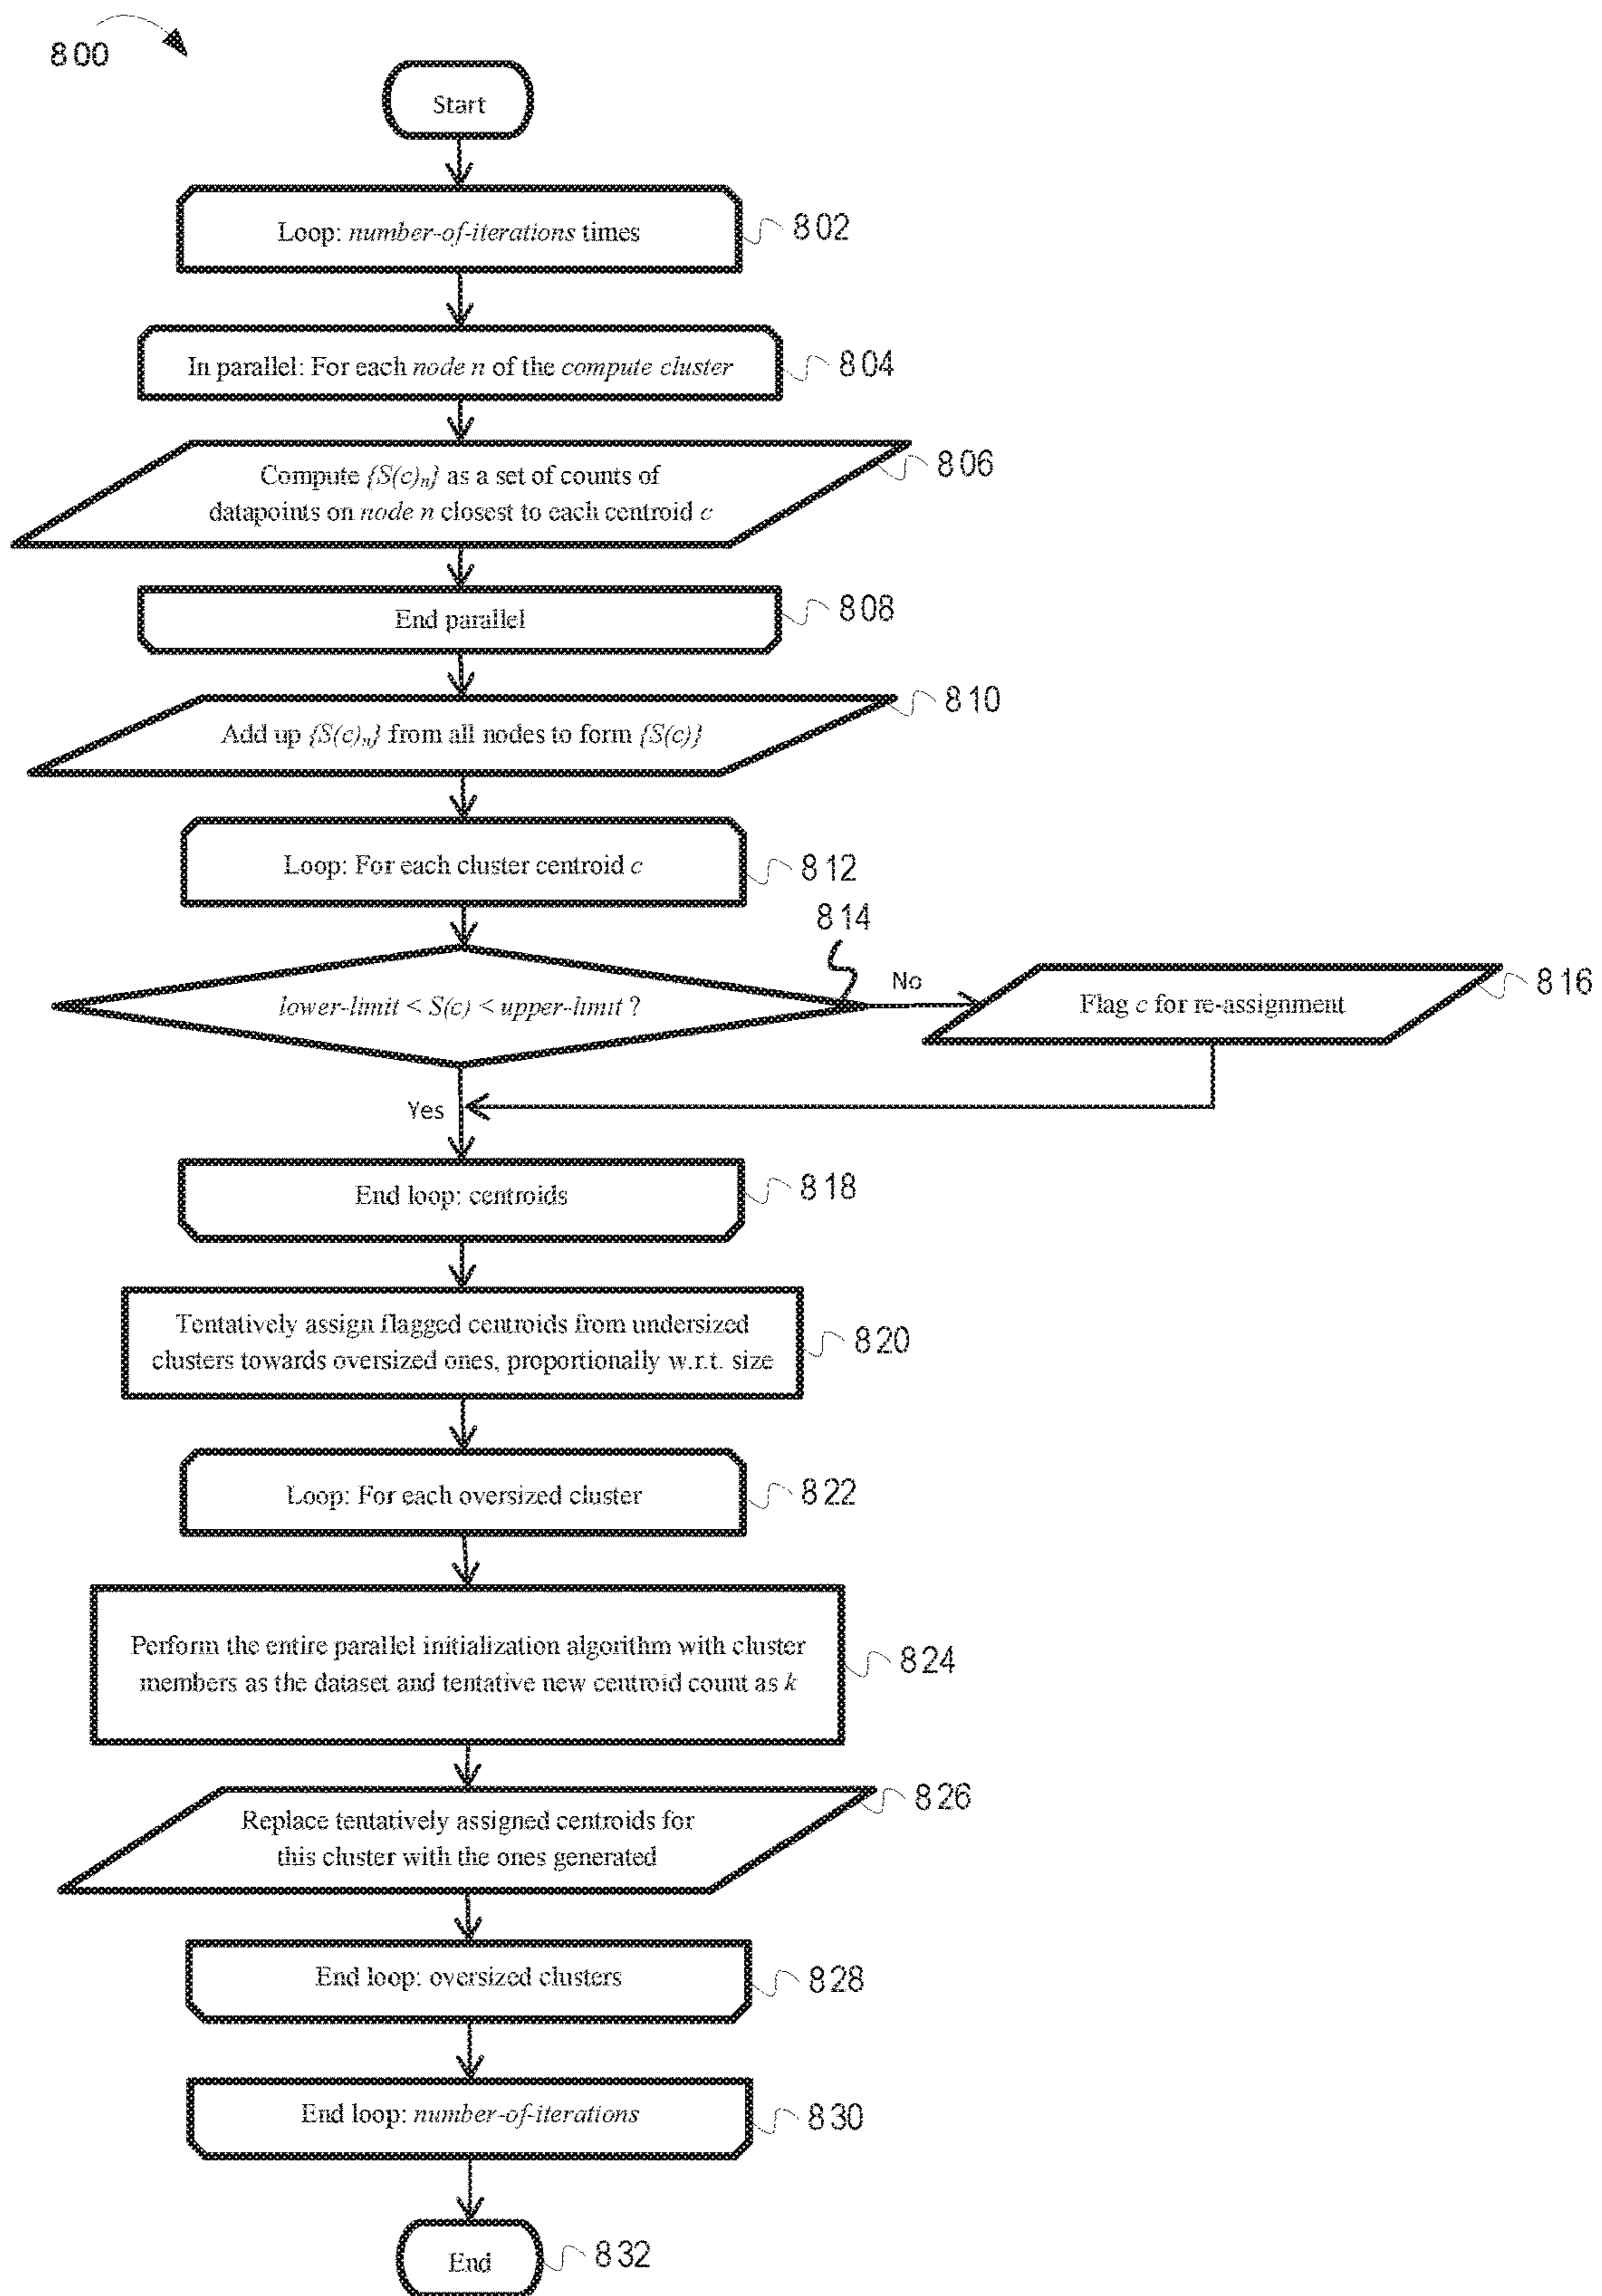 800
Start
Loop: number-of-iterations times
802
In parallel: For each node n of the compute cluster
804
Compute {S(c)n} as a set of counts of
datapoints on node n closest to each centroid c
806
End parallel
808
Add up {S(c)n} from all nodes to form {S(c)}
810
Loop: For each cluster centroid c
812
814
lower-limit < S(c) < upper-limit ?
No
Flag c for re-assignment
816
Yes
End loop: centroids
818
Tentatively assign flagged centroids from undersized
clusters towards oversized ones, proportionally w.r.t. size
820
Loop: For each oversized cluster
822
Perform the entire parallel initialization algorithm with cluster
members as the dataset and tentative new centroid count as k
824
Replace tentatively assigned centroids for
this cluster with the ones generated
826
End loop: oversized clusters
828
End loop: number-of-iterations
830
End
832